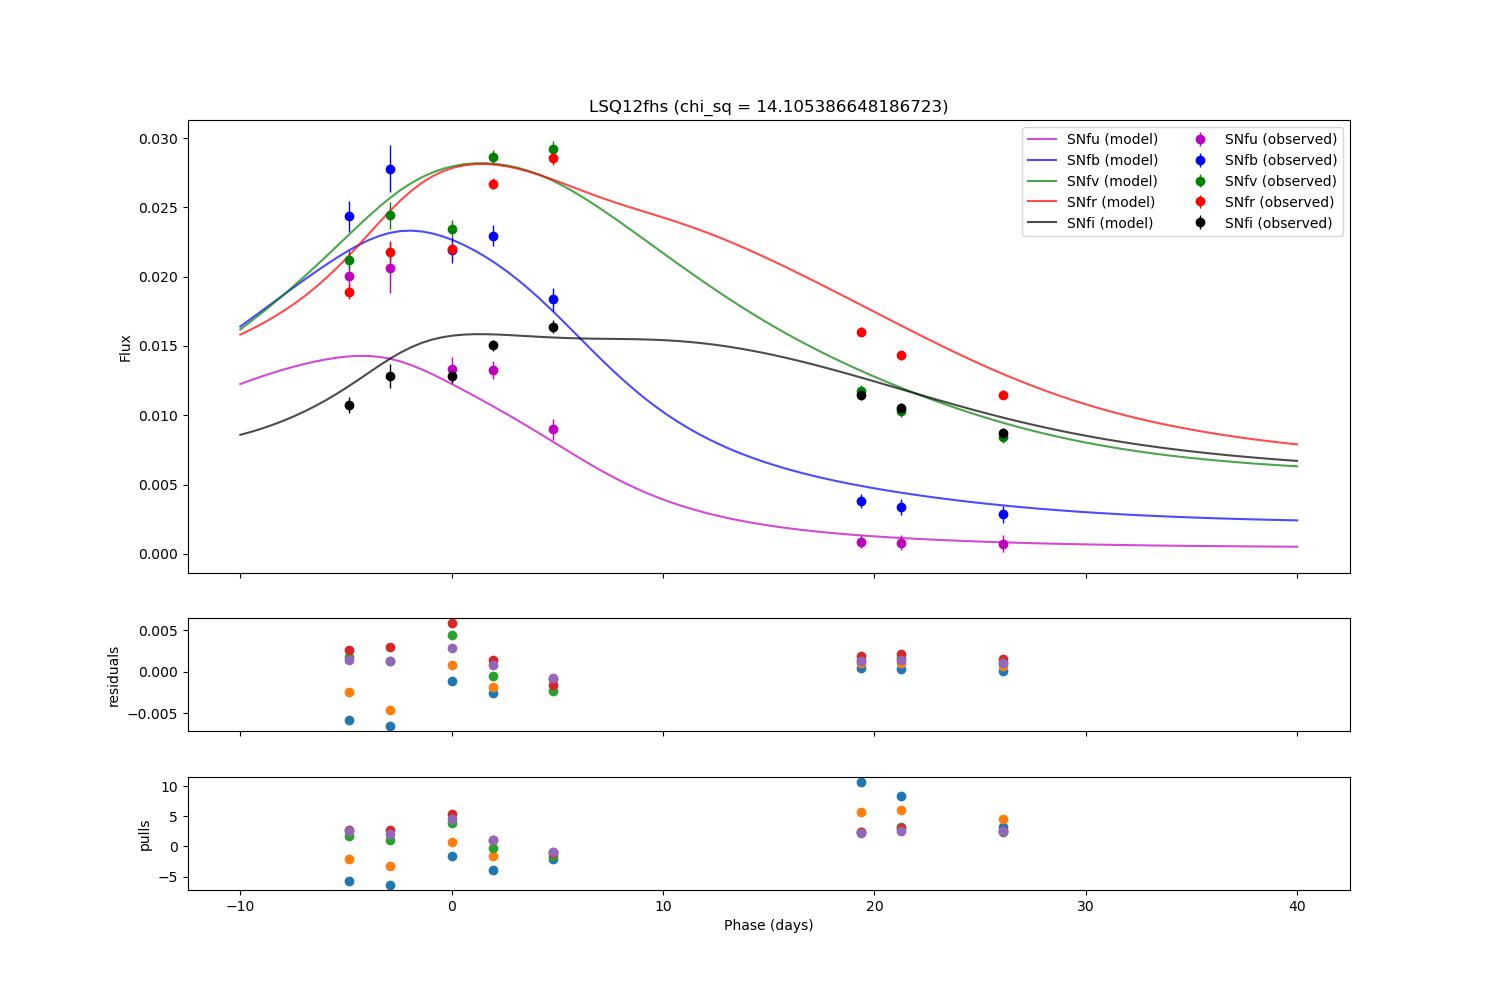 LSQ12fhs (chi_sq = 14.105386648186723)
0.030
0.025
0.020
0.015
0.010
0.005
0.000
Flux
SNfu (model)
SNfb (model)
SNfv (model)
SNfr (model)
SNfi (model)
SNfu (observed)
SNfb (observed)
SNfv (observed)
SNfr (observed)
SNfi (observed)
0.005
0.000
−0.005
residuals
10
5
0
−5
pulls
−10 0 10 20 30 40
Phase (days)